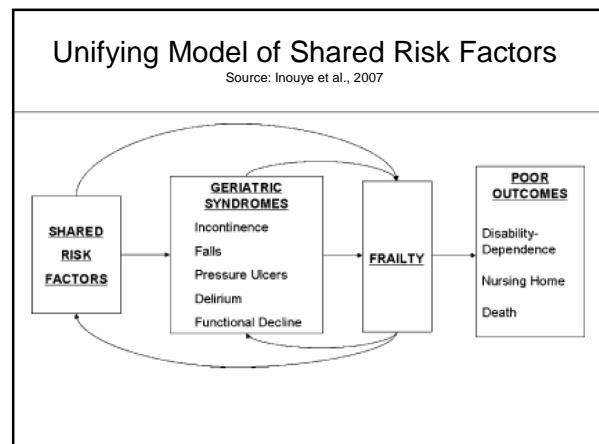 Unifying Model of Shared Risk Factors
Source: Inouye et al., 2007
SHARED
RISK
FACTORS
GERIATRIC
SYNDROMES
Incontinence
Falls
Pressure Ulcers
Delirium
Functional Decline
FRAILTY
POOR
OUTCOMES
Disability-
Dependence
Nursing Home
Death